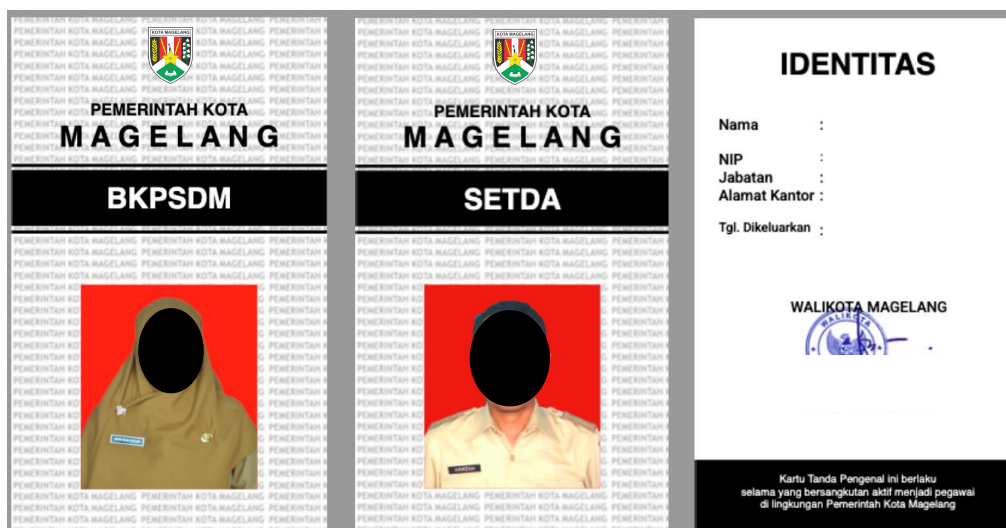 KOTA MAGELANG
PEMERINTAH KOTA
MAGELANG
BKPSDM
KOTA MAGELANG
PEMERINTAH KOTA
MAGELANG
SETDA
IDENTITAS
Nama :
NIP :
Jabatan :
Alamat Kantor :
Tgl. Dikeluarkan :
WALIKOTA MAGELANG
WALIKOTA
Kartu Tanda Pengenal ini berlaku
selama yang bersangkutan aktif menjadi pegawai
di lingkungan Pemerintah Kota Magelang